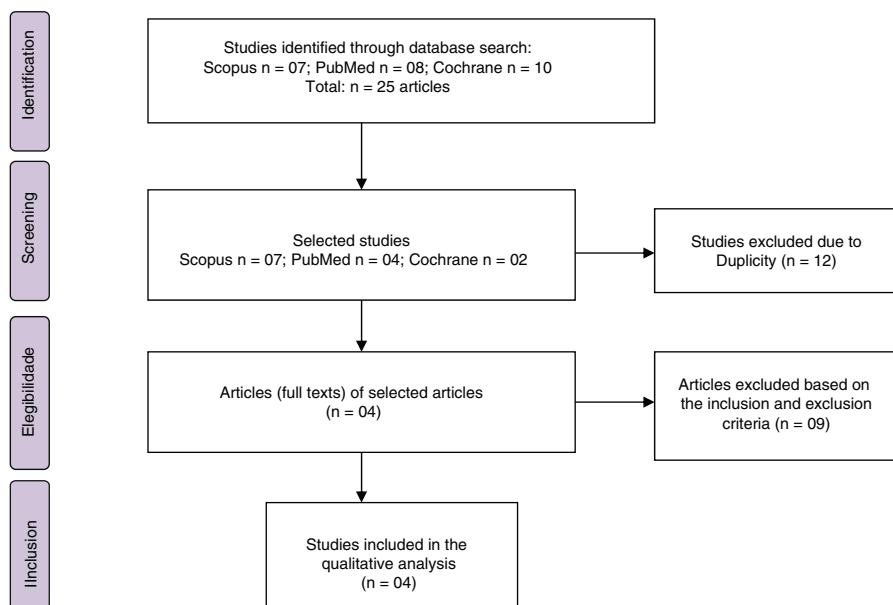 Identification
Studies identified through database search:
Scopus n = 07; PubMed n = 08; Cochrane n = 10
Total: n = 25 articles
Screening
Selected studies
Scopus n = 07; PubMed n = 04; Cochrane n = 02
Studies excluded due to
Duplicity (n = 12)
Elegibilidade
Articles (full texts) of selected articles
(n = 04)
Articles excluded based on
the inclusion and exclusion
criteria (n = 09)
IInclusion
Studies included in the
qualitative analysis
(n = 04)